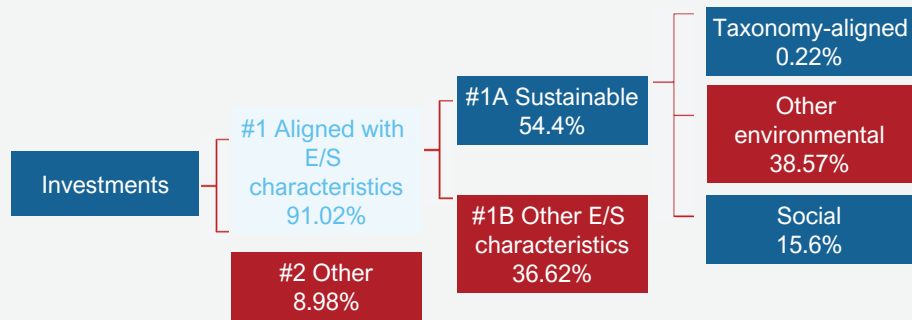 Investments
#1 Aligned with
E/S
characteristics
91.02%
#2 Other
8.98%
#1A Sustainable
54.4%
#1B Other E/S
characteristics
36.62%
Taxonomy-aligned
0.22%
Other
environmental
38.57%
Social
15.6%